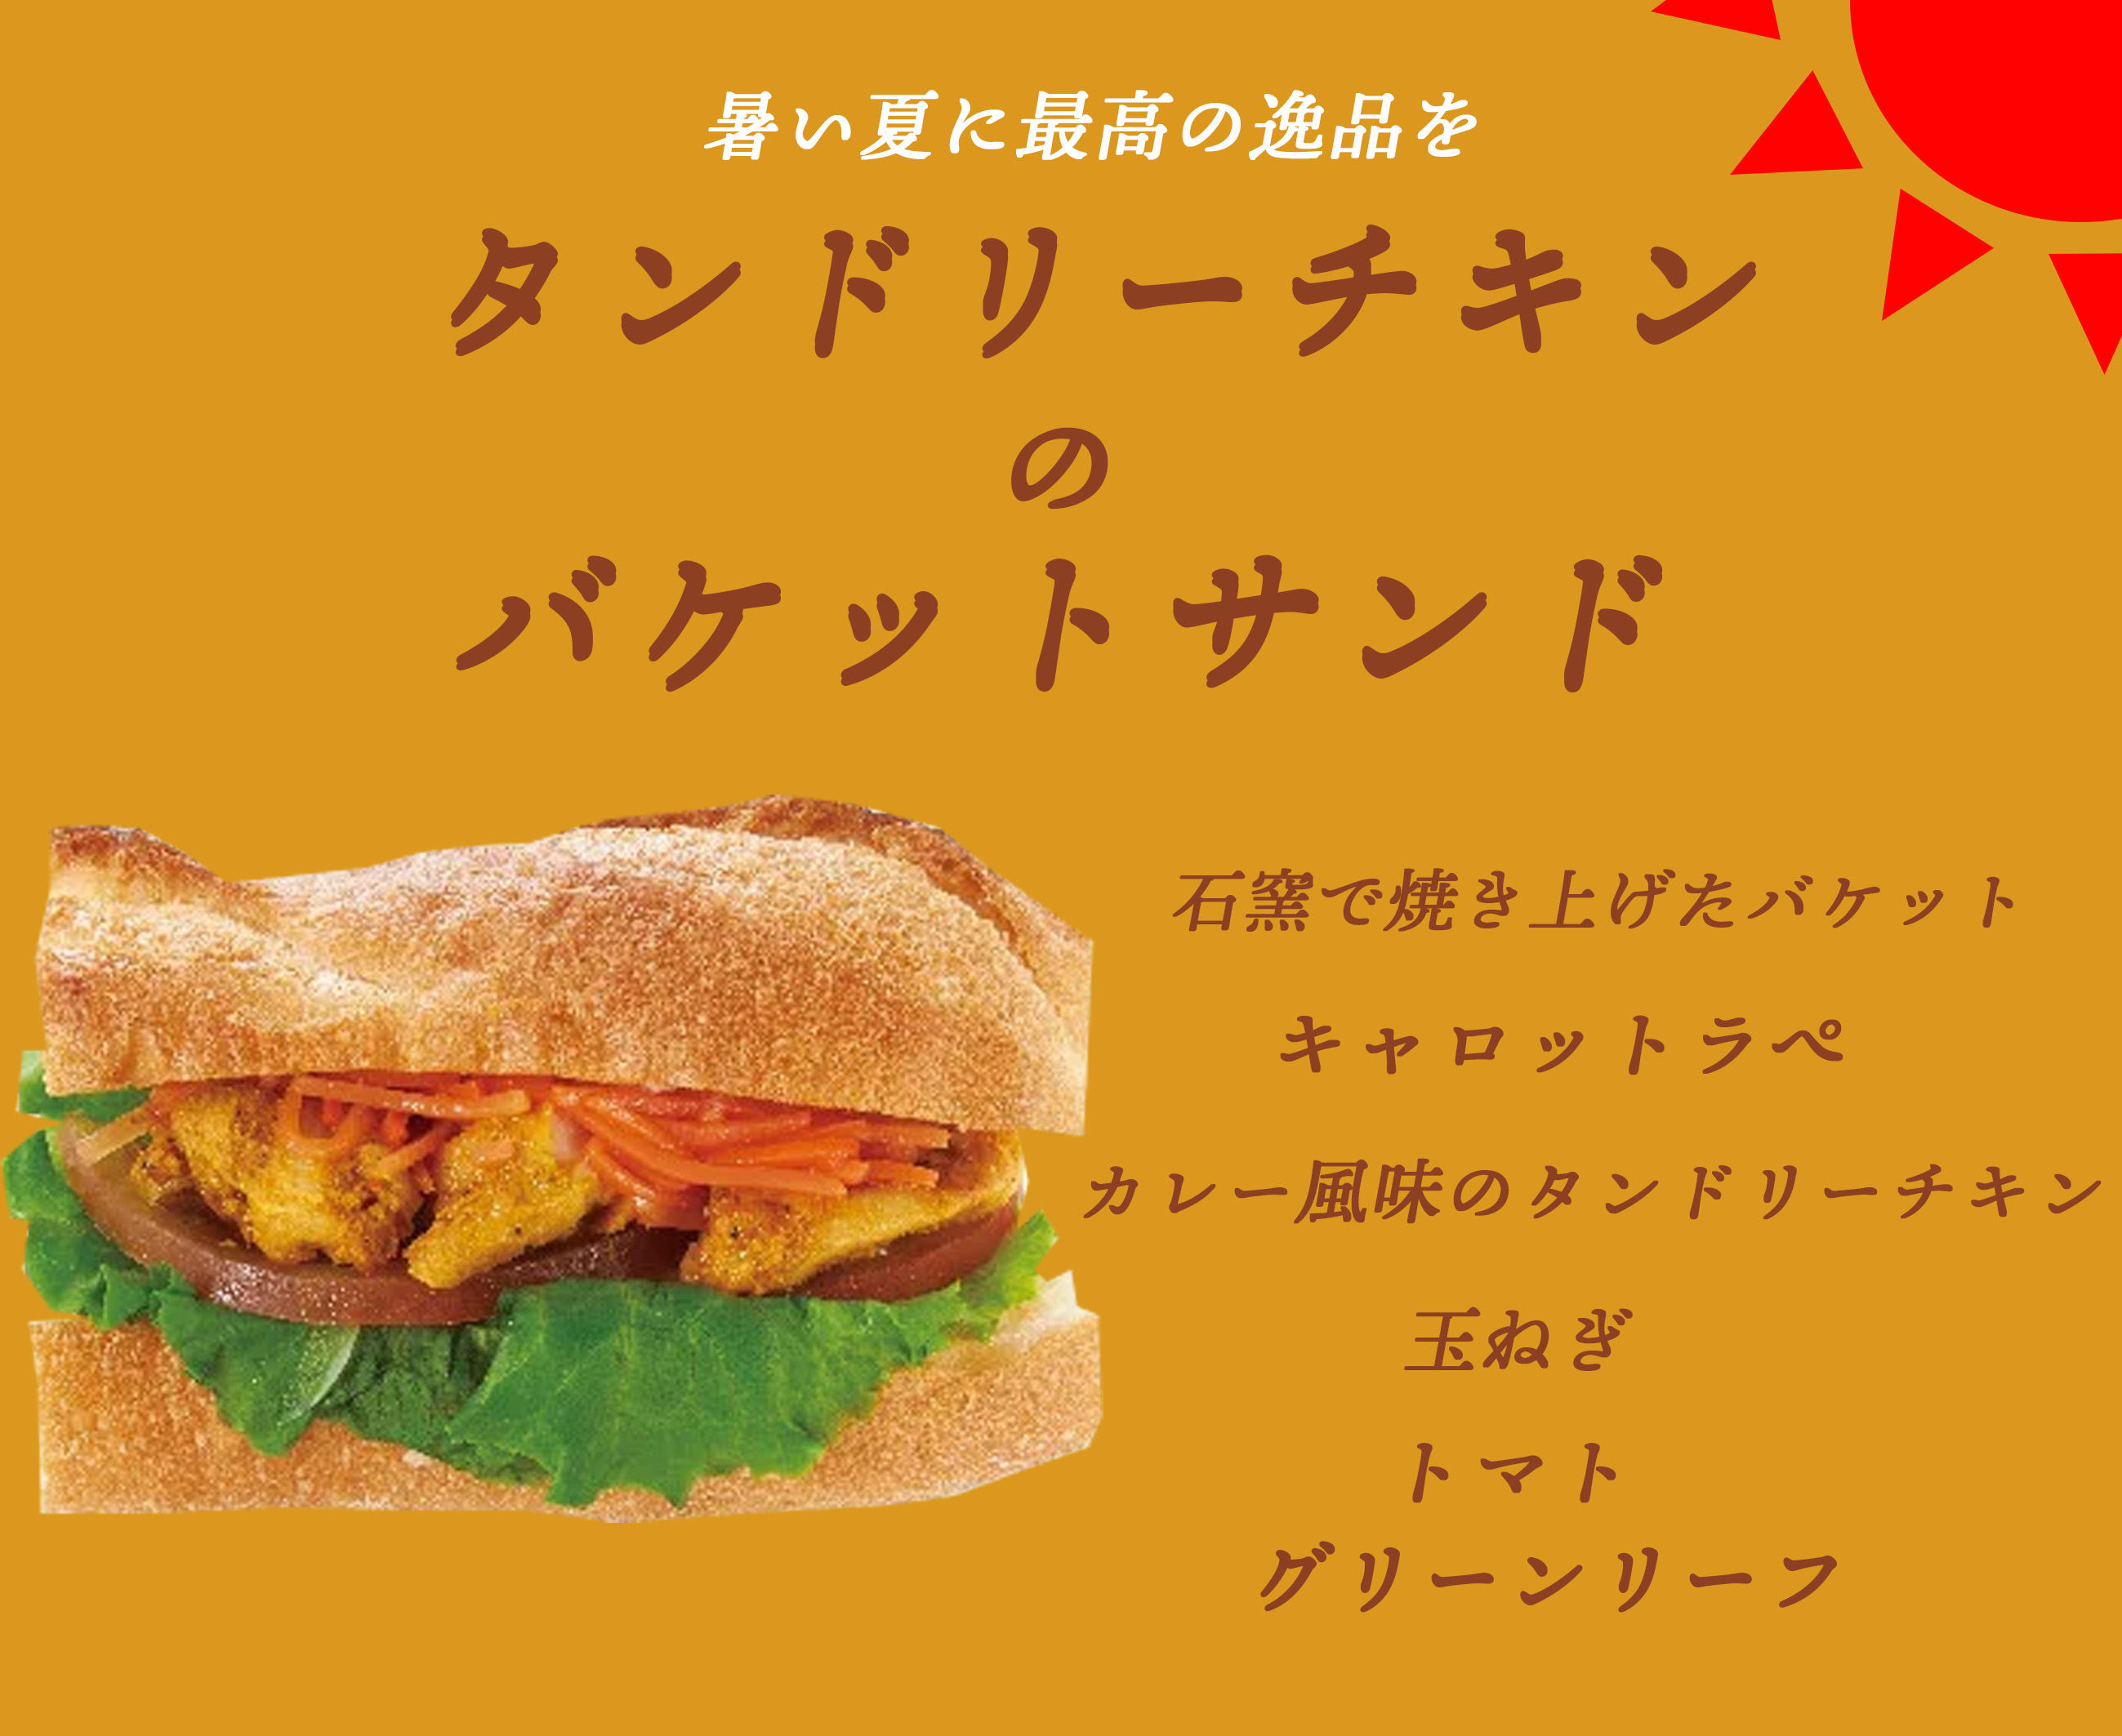 暑い夏に最高の逸品を
タンドリーチキン
の
バケットサンド
石窯で焼き上げたバケット
キャロットラペ
カレー風味のタンドリーチキン
玉ねぎ
トマト
グリーンリーフ